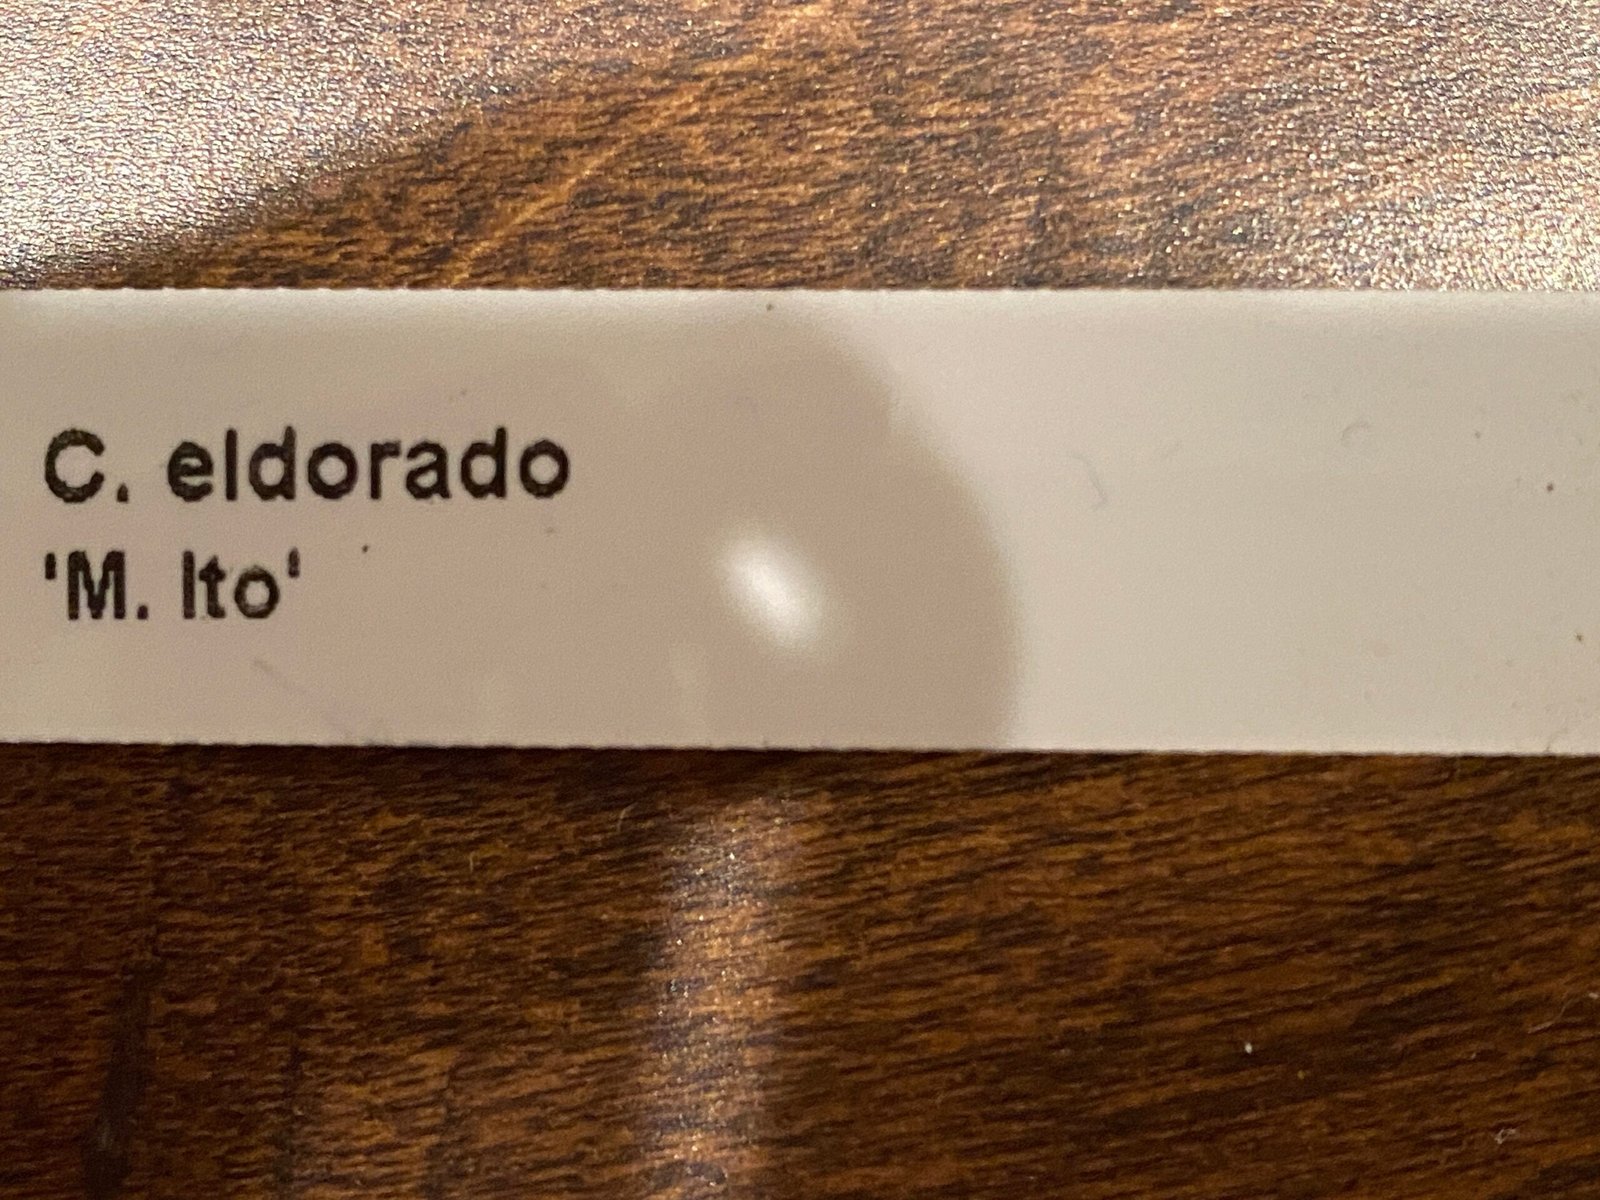 C. eldorado
'M. Ito'